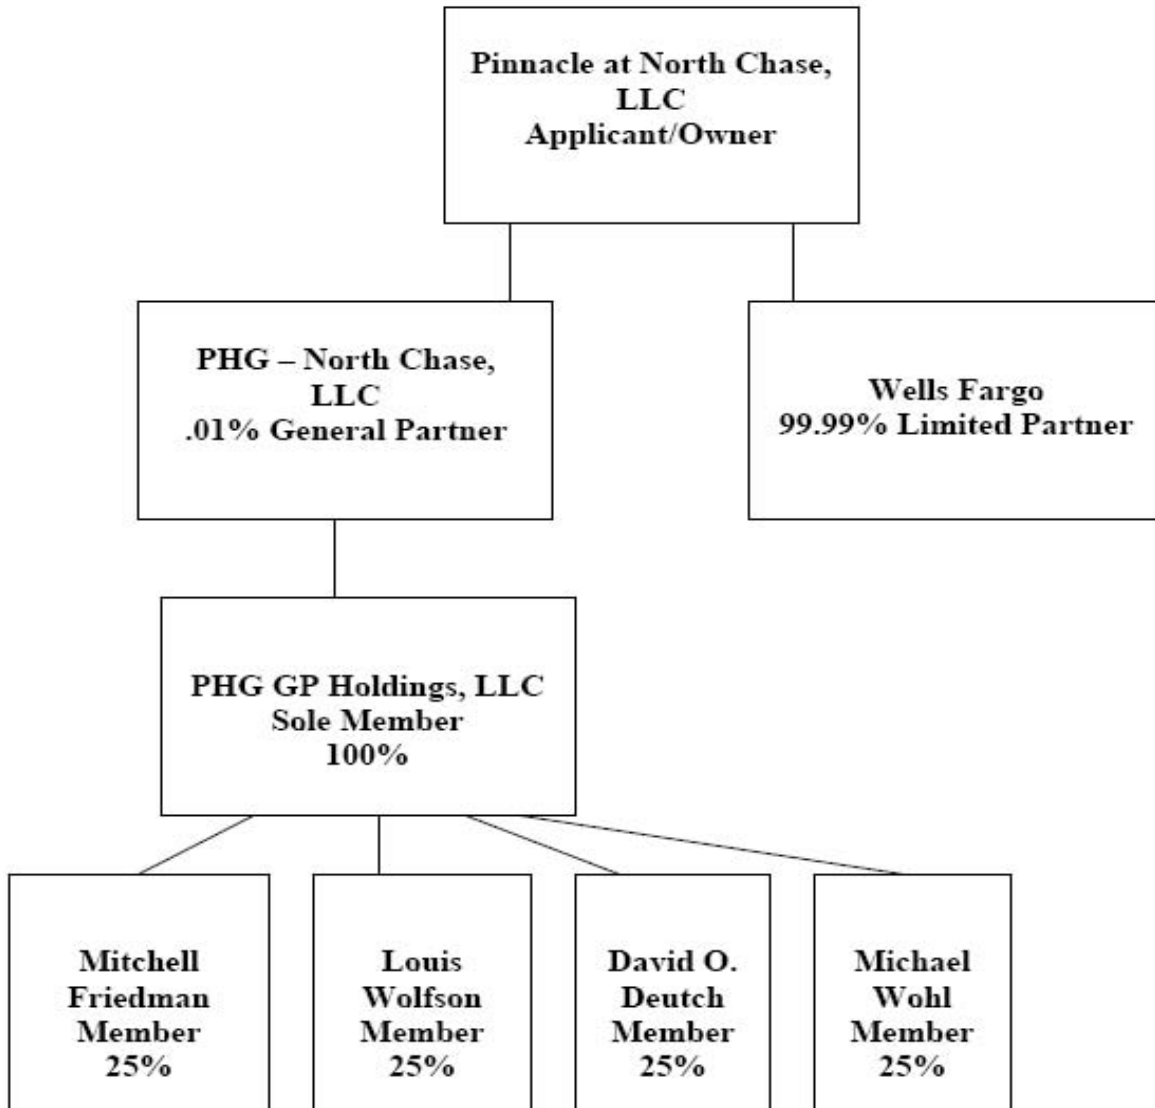 Pinnacle at North Chase,
LLC
Applicant/Owner
PHG – North Chase,
LLC
.01% General Partner
Wells Fargo
99.99% Limited Partner
PHG GP Holdings, LLC
Sole Member
100%
Mitchell
Friedman
Member
25%
Louis
Wolfson
Member
25%
David O.
Deutch
Member
25%
Michael
Wohl
Member
25%